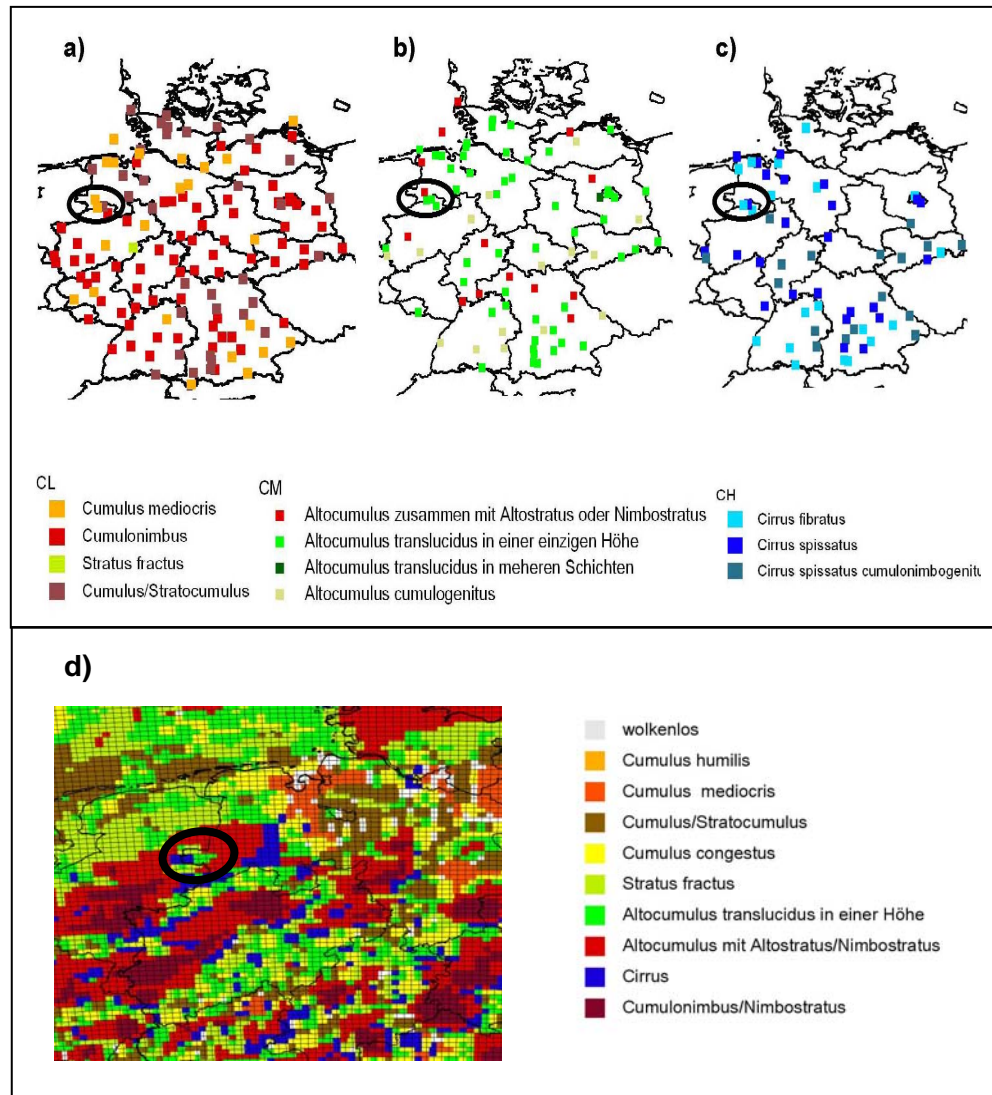 a)
b)
c)
CL
Cumulus mediocris
Cumulonimbus
Stratus fractus
Cumulus/Stratocumulus
CM
Altocumulus zusammen mit Altostratus oder Nimbostratus
Altocumulus translucidus in einer einzigen Höhe
Altocumulus translucidus in meheren Schichten
Altocumulus cumulogenitus
CH
Cirrus fibratus
Cirrus spissatus
Cirrus spissatus cumulonimbogenitu
d)
wolkenlos
Cumulus humilis
Cumulus mediocris
Cumulus/Stratocumulus
Cumulus congestus
Stratus fractus
Altocumulus translucidus in einer Höhe
Altocumulus mit Altostratus/Nimbostratus
Cirrus
Cumulonimbus/Nimbostratus